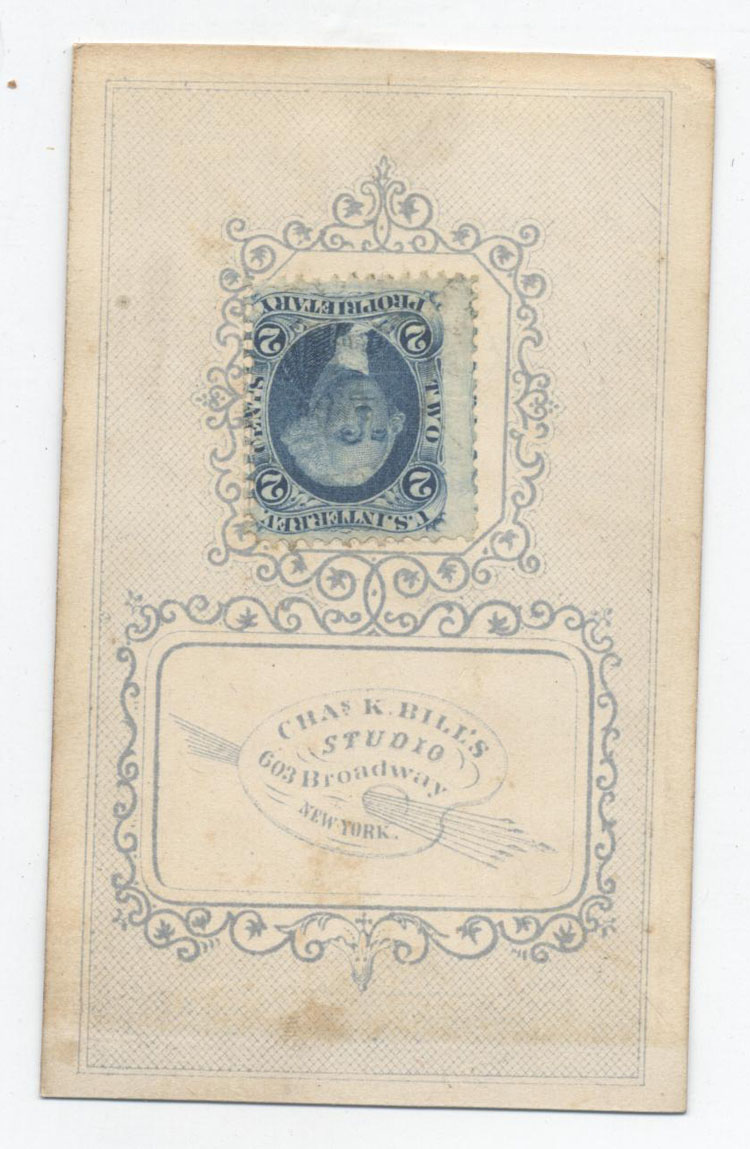 U.S. INTER. REV.
2 2
TWO CENTS
2 2
PROPRIETARY
CHAS K. BILL'S
STUDIO
603 Broadway
NEW-YORK.